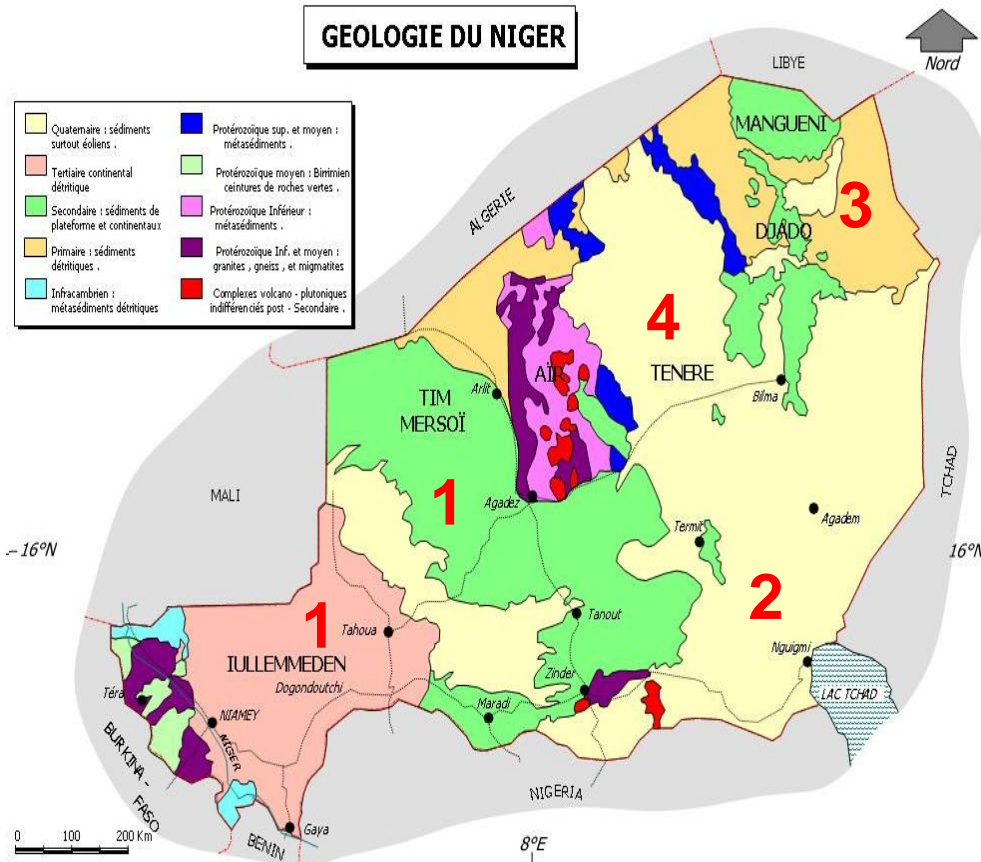 GEOLOGIE DU NIGER
Nord
LIBYE
Quaternaire : sédiments
surtout éoliens .
Tertiaire continental
détritique
Secondaire : sédiments de
plateforme et continentaux
Primaire : sédiments
détritiques .
Infracambrien :
métasédiments détritiques
Protérozoïque sup. et moyen :
métasédiments .
Protérozoïque moyen : Birrimien
ceintures de roches vertes .
Protérozoïque Inférieur :
métasédiments .
Protérozoïque Inf. et moyen :
granites , gneiss , et migmatites
Complexes volcano - plutoniques
indifférenciés post - Secondaire .
MANGUENI
ALGERIE
3
DJADO
4
AÏR
TENERE
TIM
MERSOÏ
Arlit
Bilma
MALI
1
Agadez
TCHAD
Agadem
Termit
16°N
16°N
2
1
Tahoua
Tanout
IULLEMMEDEN
Nguigmi
Zinder
Dogondoutchi
LAC TCHAD
Téra
Maradi
NIAMEY
NIGER
BURKINA -
FASO
NIGERIA
Gaya
BENIN
0 100 200 Km
8°E